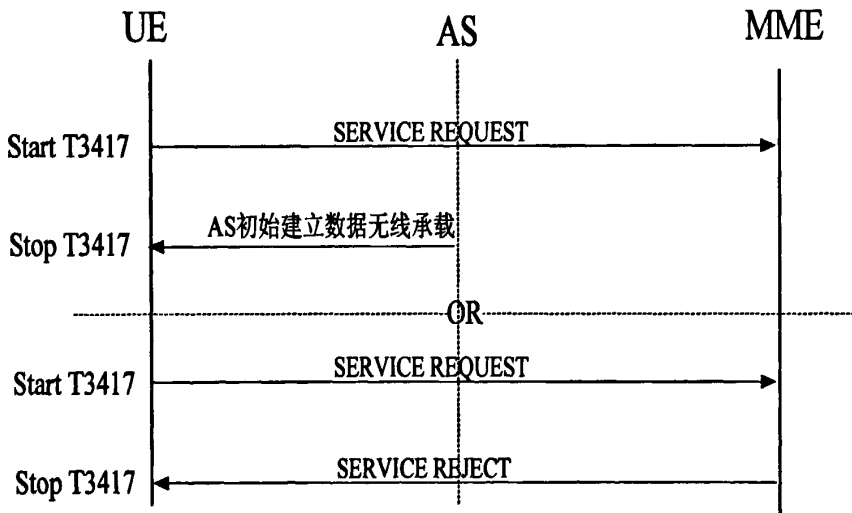 UE AS MME
Start T3417 SERVICE REQUEST
Stop T3417 AS初始建立数据无线承载
OR
Start T3417 SERVICE REQUEST
Stop T3417 SERVICE REJECT